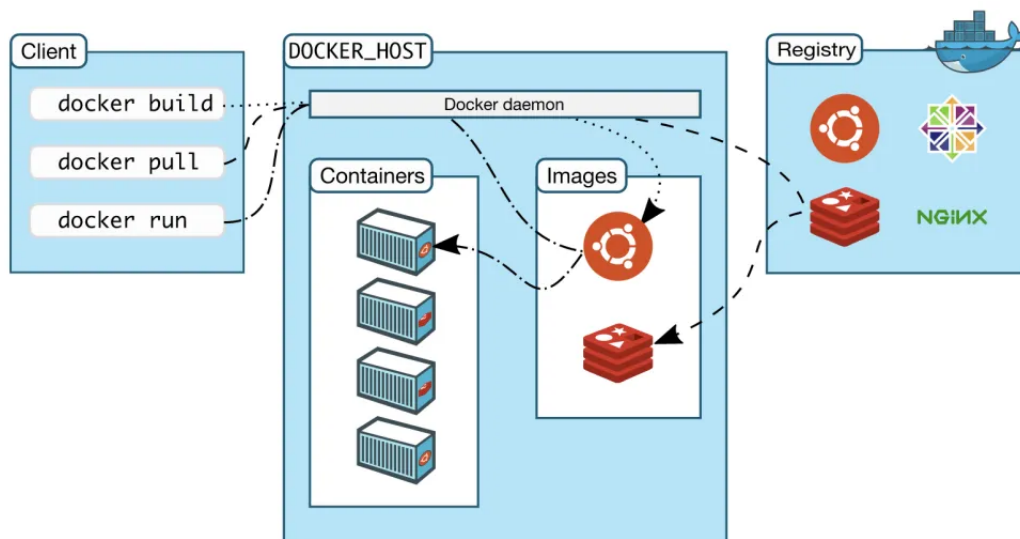 Client
docker build
docker pull
docker run
DOCKER_HOST
Docker daemon
Containers
Images
Registry
NGINX